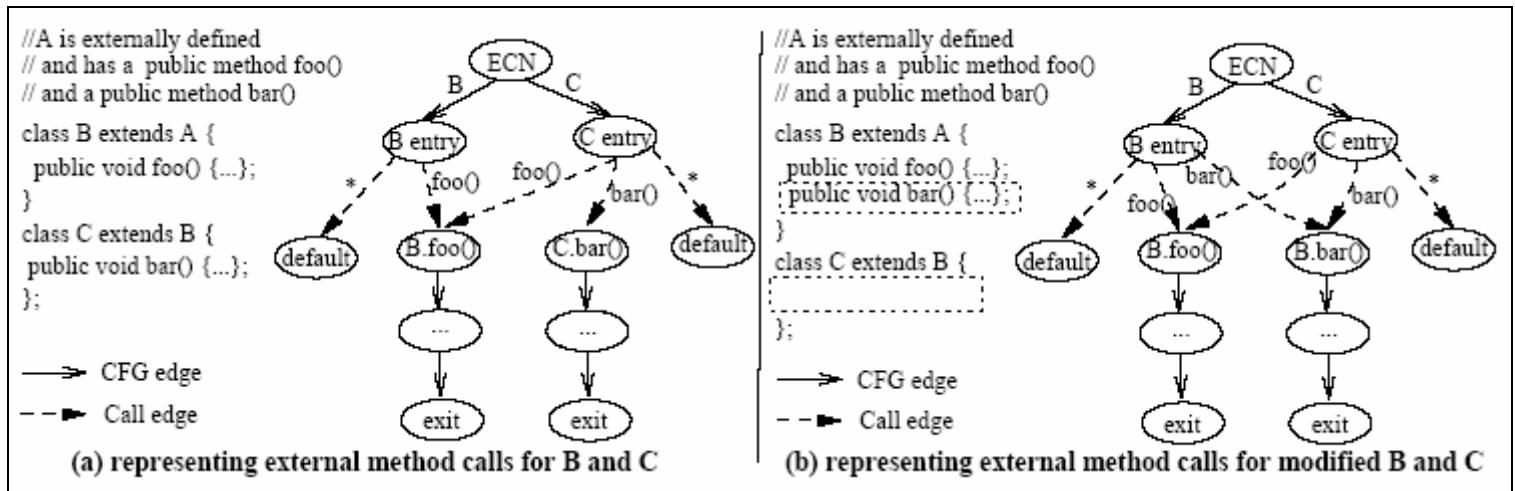 //A is externally defined
// and has a public method foo()
// and a public method bar()
class B extends A {
public void foo() {...};
}
class C extends B {
public void bar() {...};
};
CFG edge
Call edge
ECN
B
C
B entry
C entry
*
foo()
foo()
bar()
*
default
B.foo()
C.bar()
default
...
...
exit
exit
(a) representing external method calls for B and C
//A is externally defined
// and has a public method foo()
// and a public method bar()
class B extends A {
public void foo() {...};
public void bar() {...};
}
class C extends B {
};
CFG edge
Call edge
ECN
B
C
B entry
C entry
*
foo()
bar()
foo()
bar()
*
default
B.foo()
B.bar()
default
...
...
exit
exit
(b) representing external method calls for modified B and C